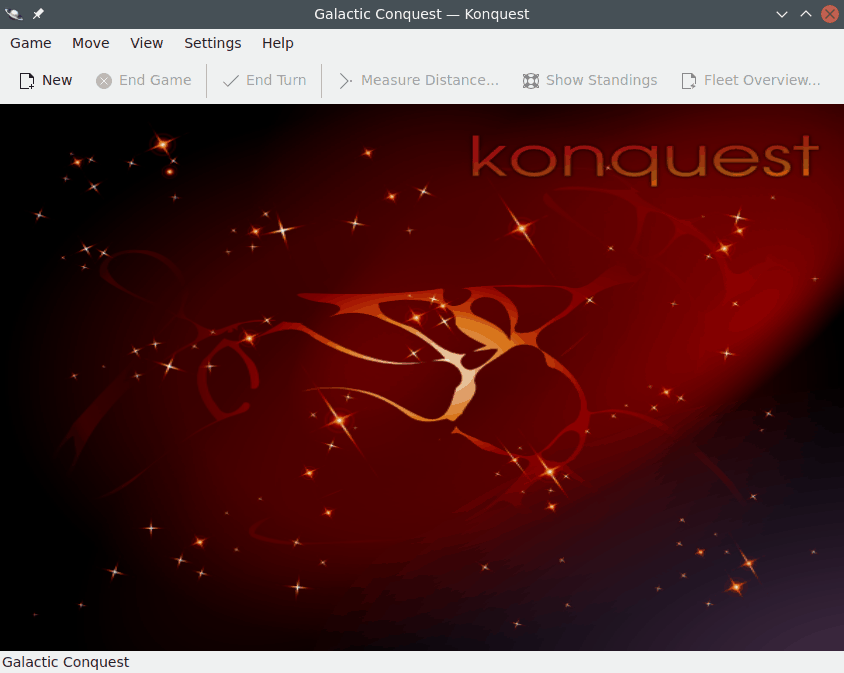 Galactic Conquest — Konquest
Game Move View Settings Help
New End Game End Turn Measure Distance... Show Standings Fleet Overview...
konquest
Galactic Conquest